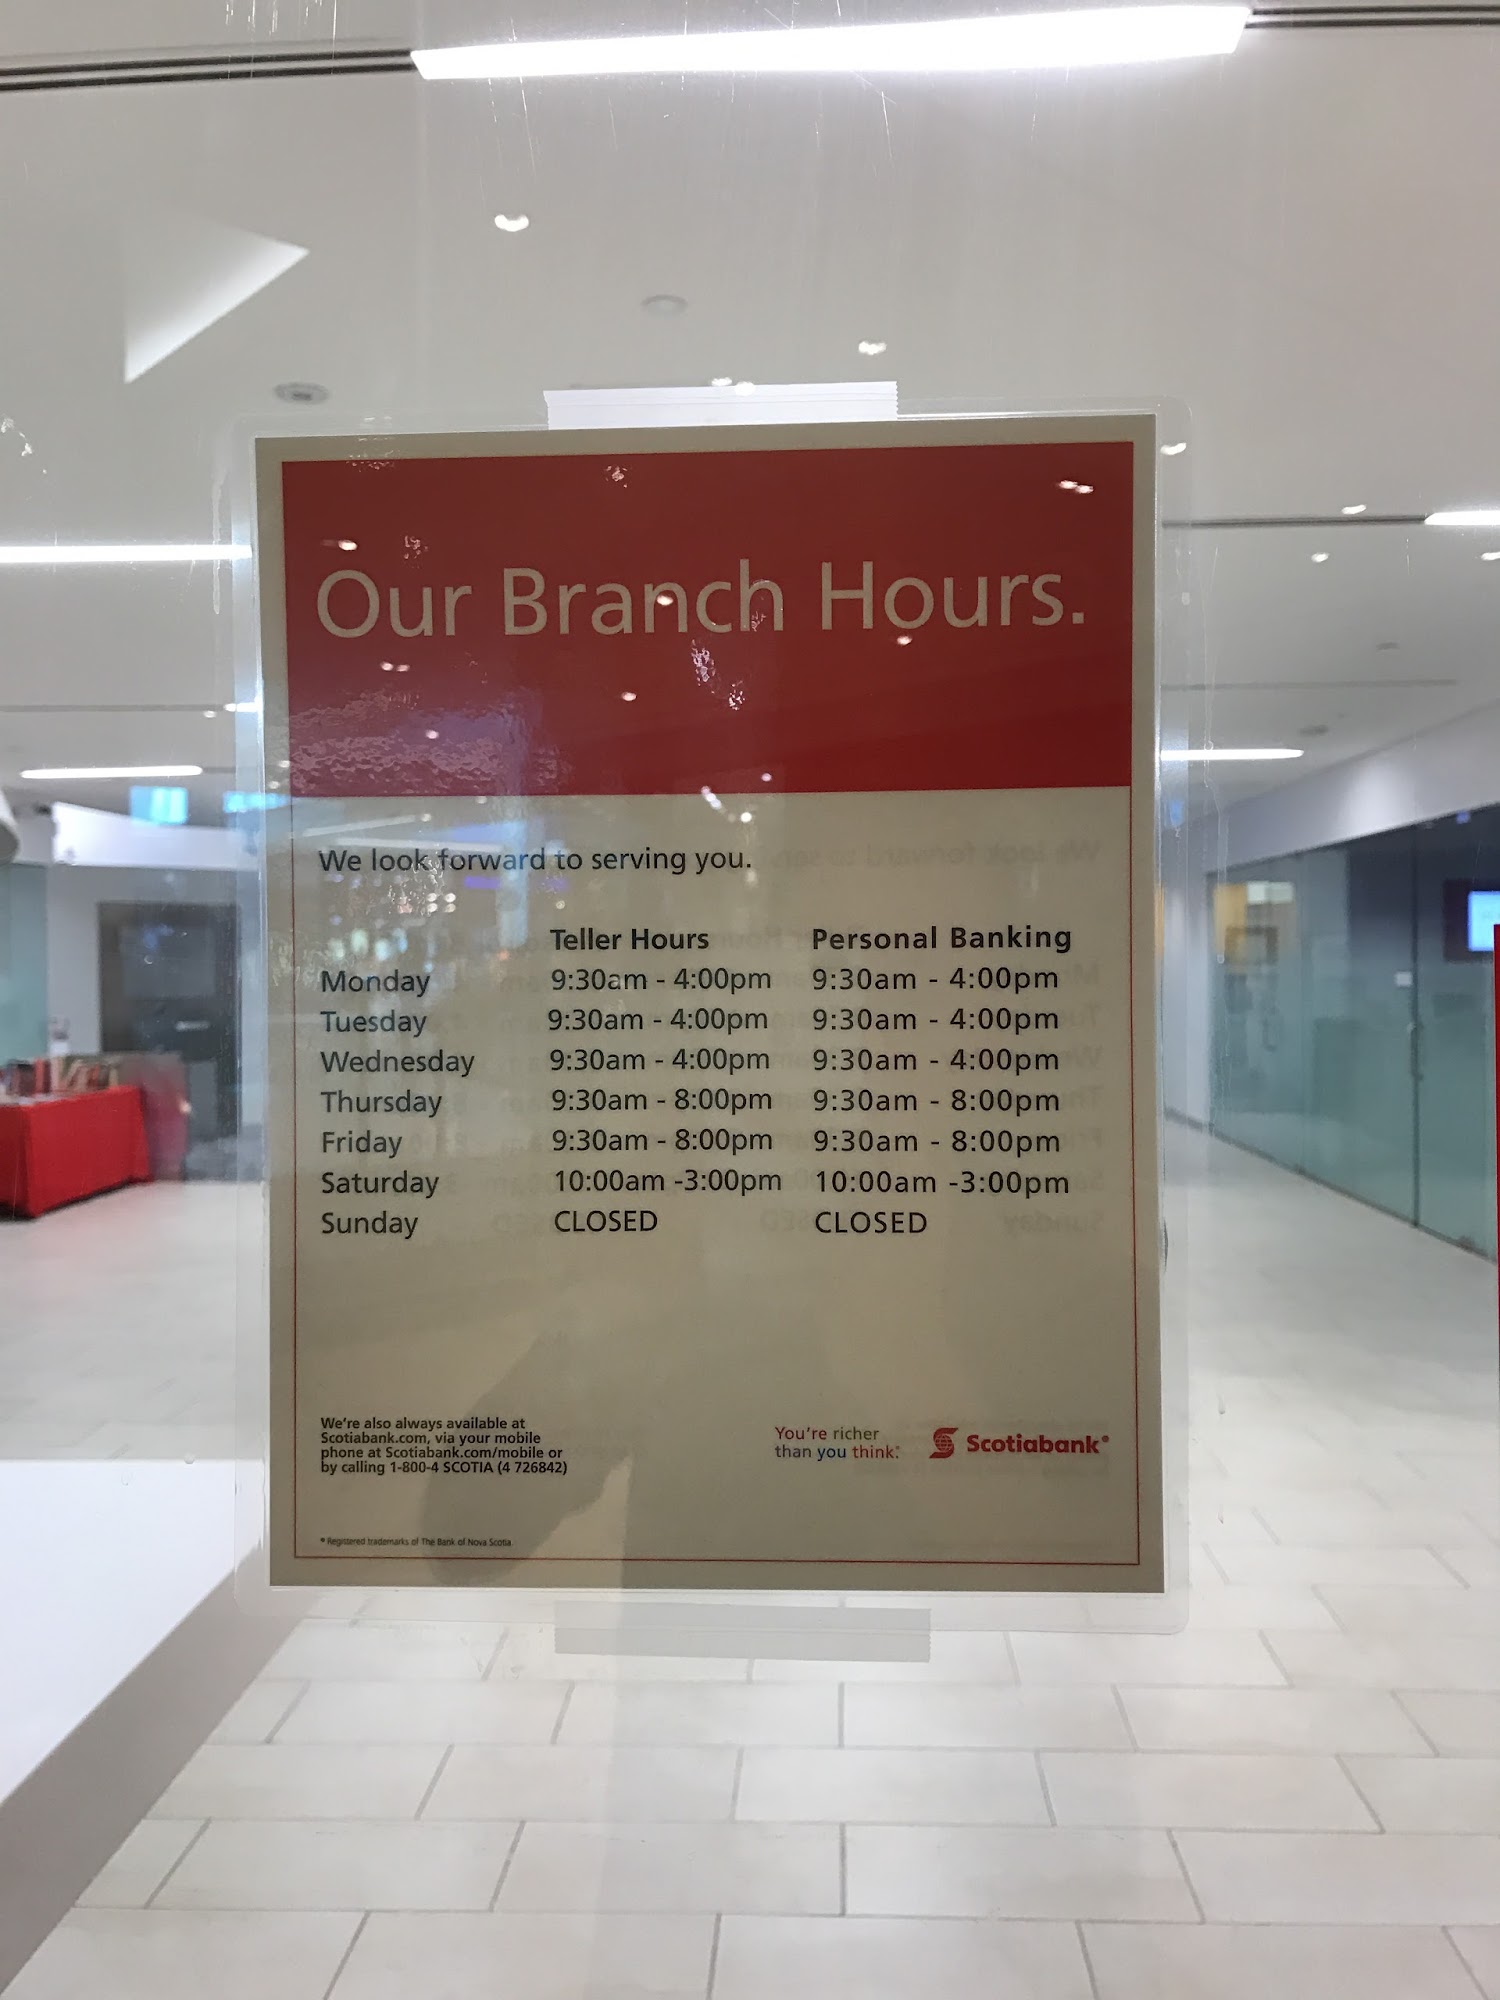 Our Branch Hours.
We look forward to serving you.
Teller Hours Personal Banking
Monday 9:30am - 4:00pm 9:30am - 4:00pm
Tuesday 9:30am - 4:00pm 9:30am - 4:00pm
Wednesday 9:30am - 4:00pm 9:30am - 4:00pm
Thursday 9:30am - 8:00pm 9:30am - 8:00pm
Friday 9:30am - 8:00pm 9:30am - 8:00pm
Saturday 10:00am -3:00pm 10:00am -3:00pm
Sunday CLOSED CLOSED
We're also always available at
Scotiabank.com, via your mobile
phone at Scotiabank.com/mobile or
by calling 1-800-4 SCOTIA (4 726842)
You're richer
than you think.*
Scotiabank®
® Registered trademarks of The Bank of Nova Scotia.